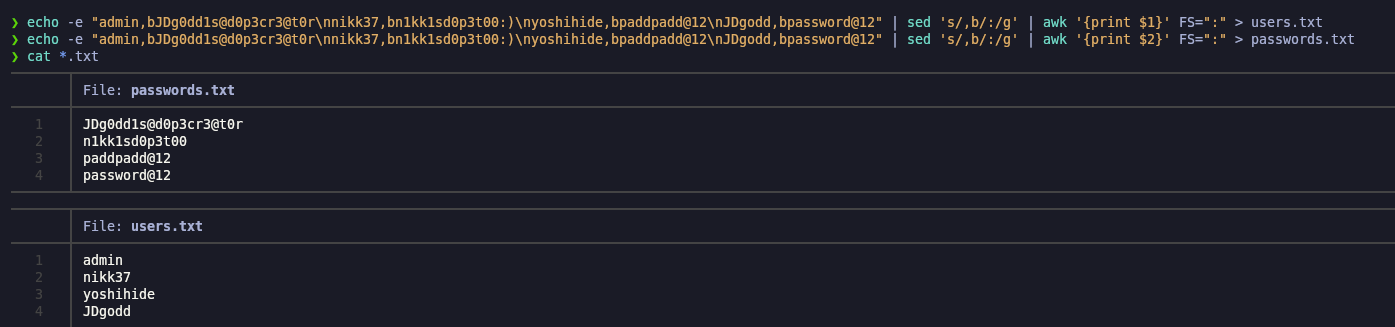 ❯ echo -e "admin,bJDg0dd1s@d0p3cr3@t0r\nnikk37,bn1kk1sd0p3t00:)\nyoshihide,bpaddpadd@12\nJDgodd,bpassword@12" | sed 's/,b/:/g' | awk '{print $1}' FS=":" > users.txt
❯ echo -e "admin,bJDg0dd1s@d0p3cr3@t0r\nnikk37,bn1kk1sd0p3t00:)\nyoshihide,bpaddpadd@12\nJDgodd,bpassword@12" | sed 's/,b/:/g' | awk '{print $2}' FS=":" > passwords.txt
❯ cat *.txt
File: passwords.txt
1 JDg0dd1s@d0p3cr3@t0r
2 n1kk1sd0p3t00
3 paddpadd@12
4 password@12
File: users.txt
1 admin
2 nikk37
3 yoshihide
4 JDgodd